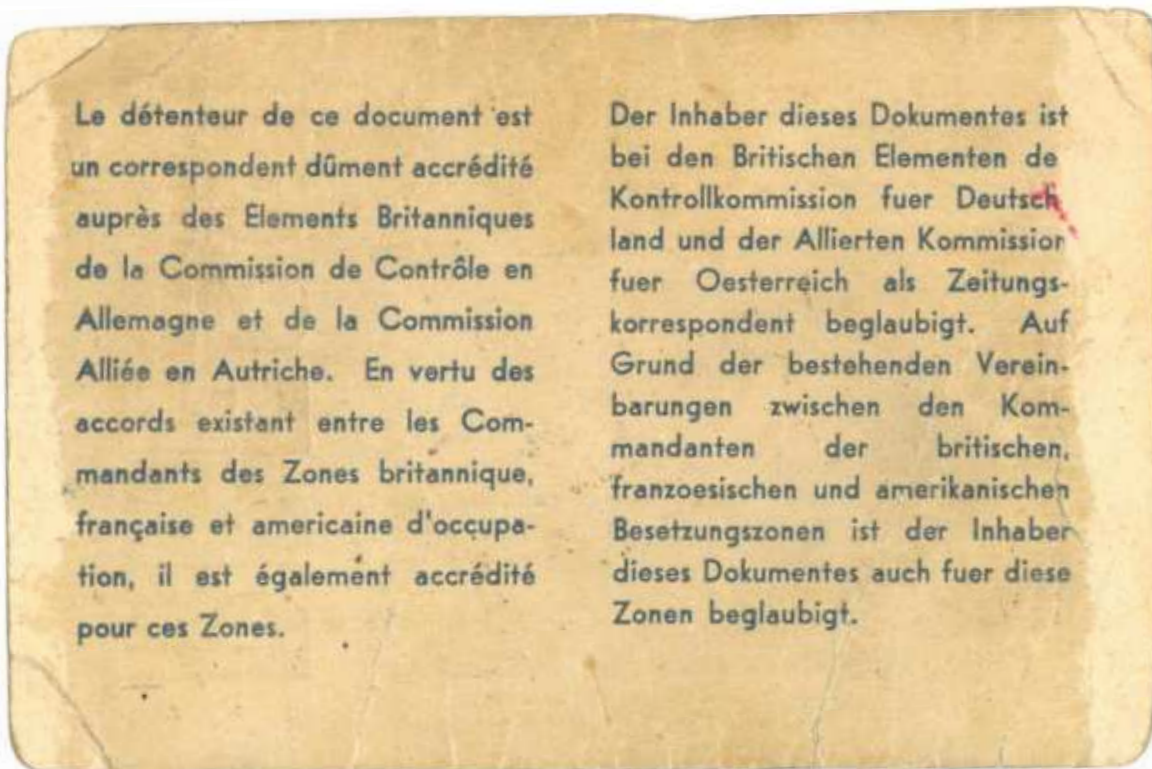 Le détenteur de ce document est
un correspondent dûment accrédité
auprès des Elements Britanniques
de la Commission de Contrôle en
Allemagne et de la Commission
Alliée en Autriche. En vertu des
accords existant entre les Com-
mandants des Zones britannique,
française et americaine d'occupa-
tion, il est également accrédité
pour ces Zones.
Der Inhaber dieses Dokumentes ist
bei den Britischen Elementen de
Kontrollkommission fuer Deutsch
land und der Allierten Kommission
fuer Oesterreich als Zeitungs-
korrespondent beglaubigt. Auf
Grund der bestehenden Verein-
barungen zwischen den Kom-
mandanten der britischen,
franzoesischen und amerikanischen
Besetzungszonen ist der Inhaber
dieses Dokumentes auch fuer diese
Zonen beglaubigt.